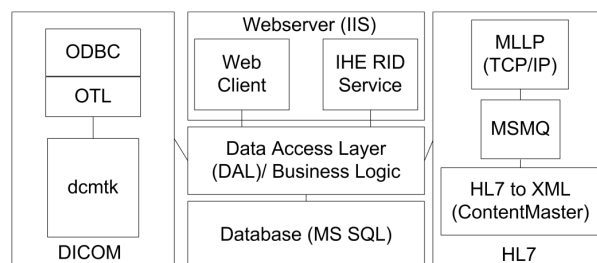 ODBC
OTL
dcmtk
DICOM
Webserver (IIS)
Web
Client
IHE RID
Service
Data Access Layer
(DAL)/ Business Logic
Database (MS SQL)
MLLP
(TCP/IP)
MSMQ
HL7 to XML
(ContentMaster)
HL7